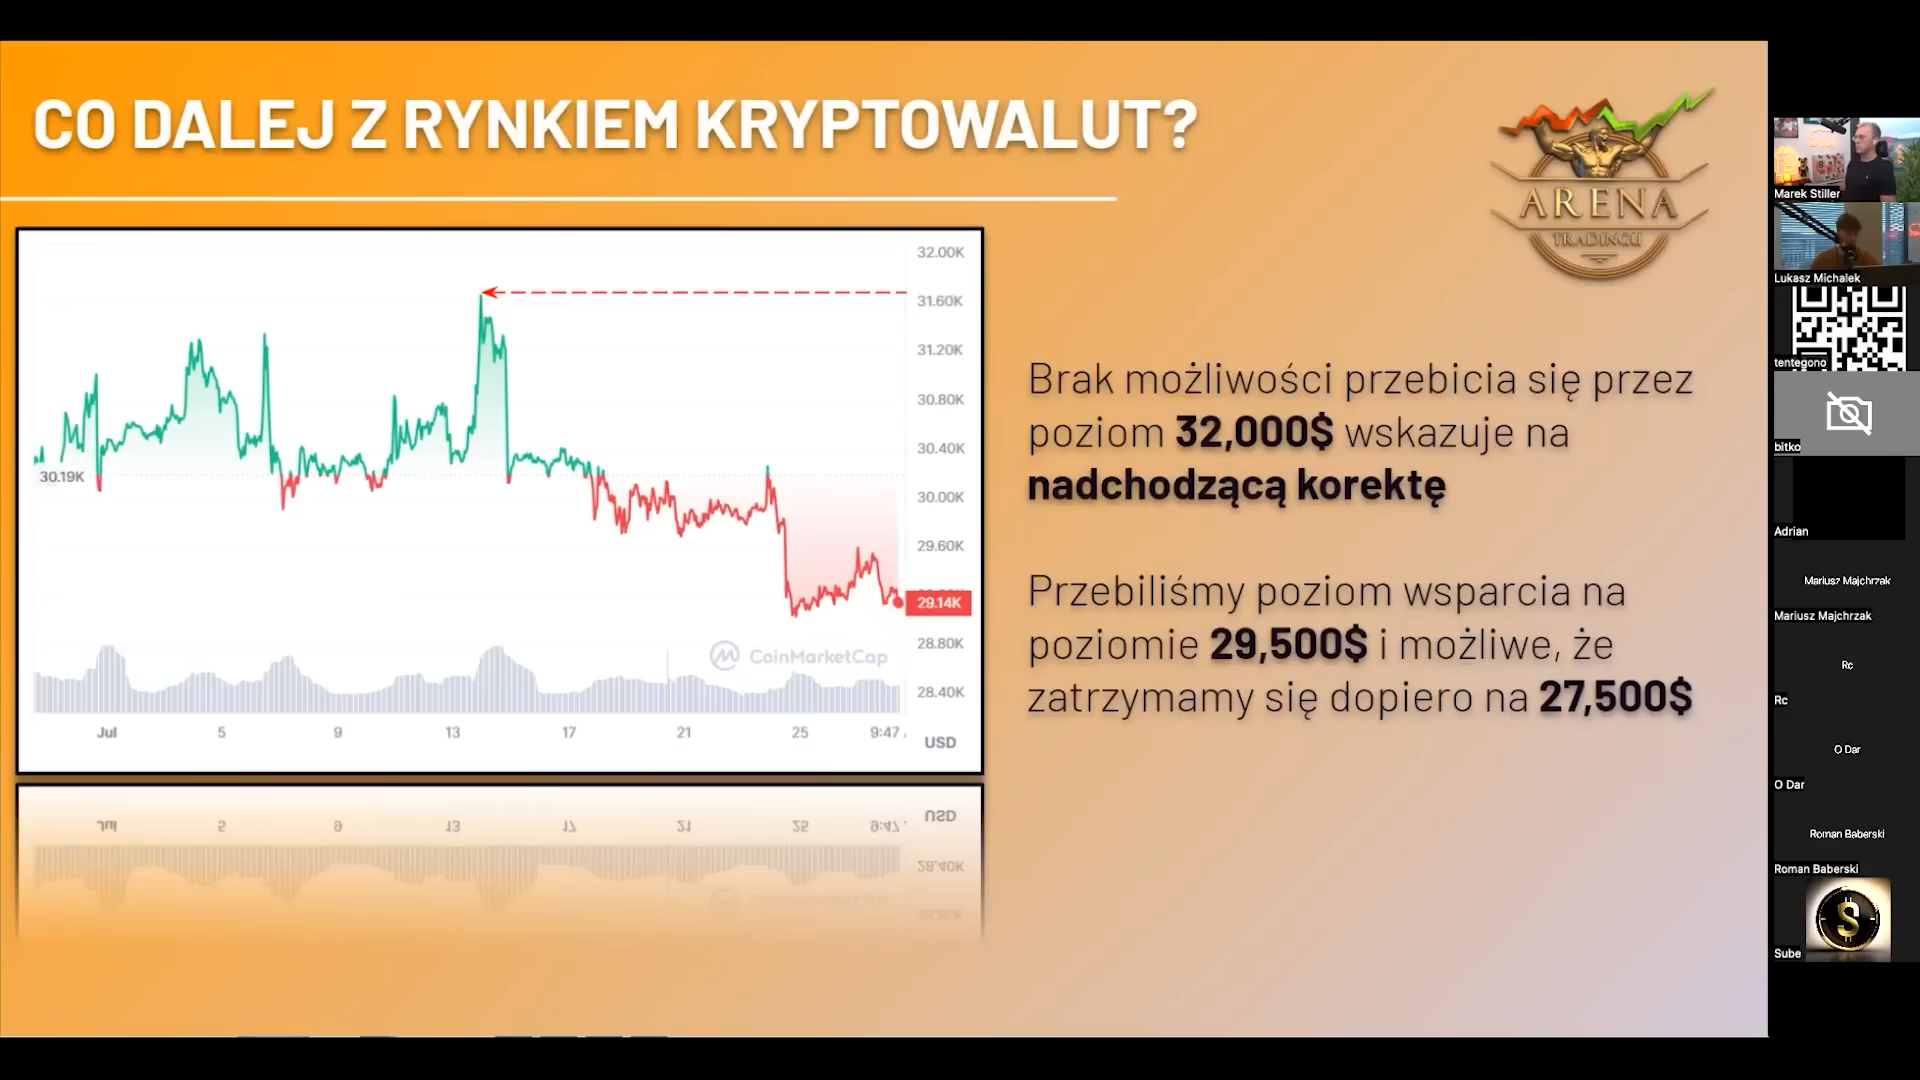 CO DALEJ Z RYNKIEM KRYPTOWALUT?
ARENA
TRADINGU
32.00K
31.60K
31.20K
30.80K
30.40K
30.19K
30.00K
29.60K
29.14K
28.80K
CoinMarketCap
28.40K
Jul 5 9 13 17 21 25 9:47
USD
Brak możliwości przebicia się przez
poziom 32,000$ wskazuje na
nadchodzącą korektę
Przebiliśmy poziom wsparcia na
poziomie 29,500$ i możliwe, że
zatrzymamy się dopiero na 27,500$
Marek Stiller
Lukasz Michalek
tentegono
bitko
Adrian
Mariusz Majchrzak
Mariusz Majchrzak
Rc
Rc
O Dar
O Dar
Roman Baberski
Roman Baberski
Sube